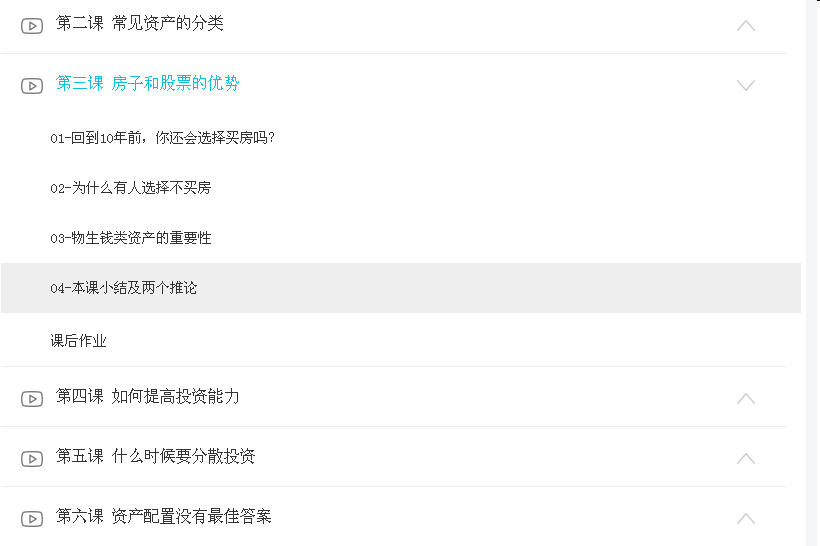 第二课 常见资产的分类
第三课 房子和股票的优势
01-回到10年前，你还会选择买房吗？
02-为什么有人选择不买房
03-物生钱类资产的重要性
04-本课小结及两个推论
课后作业
第四课 如何提高投资能力
第五课 什么时候要分散投资
第六课 资产配置没有最佳答案